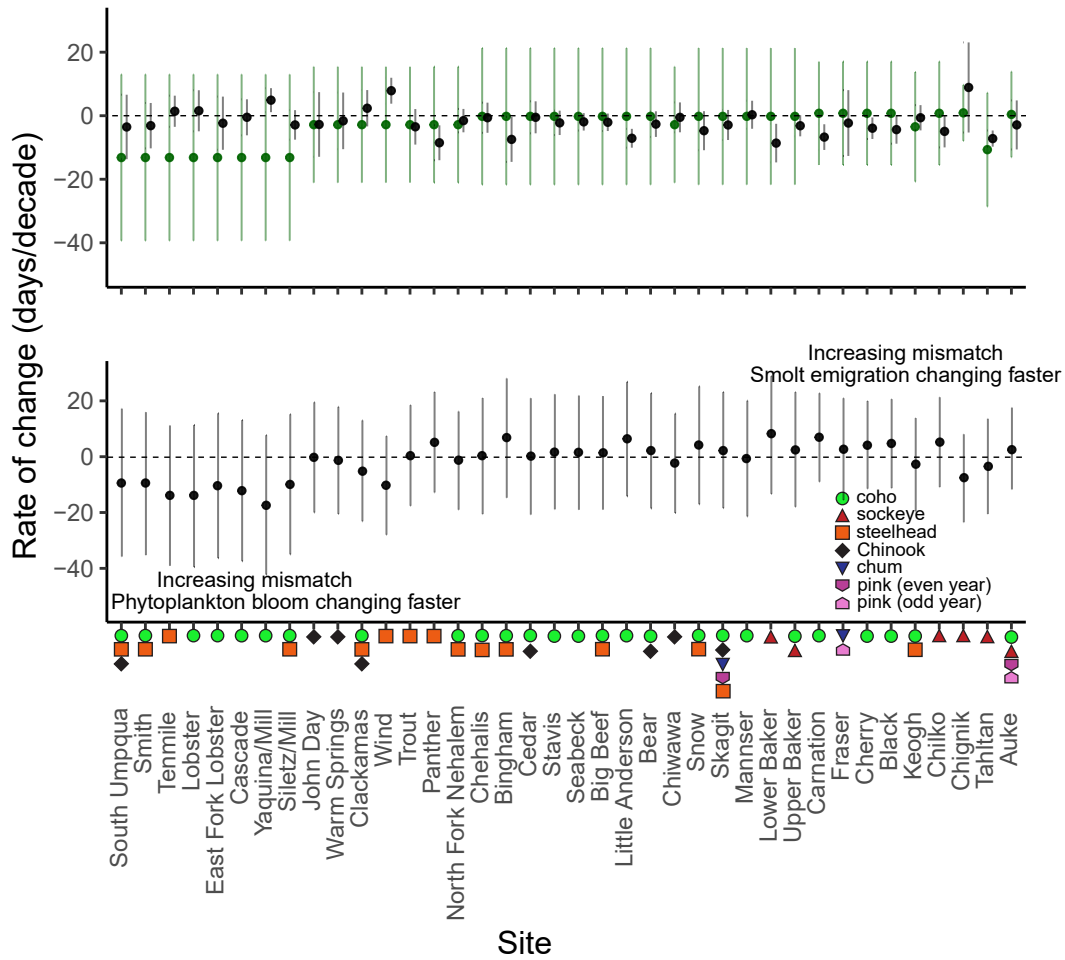 Rate of change (days/decade)
20
0
−20
−40
20
0
−20
−40
Increasing mismatch
Smolt emigration changing faster
Increasing mismatch
Phytoplankton bloom changing faster
coho
sockeye
steelhead
Chinook
chum
pink (even year)
pink (odd year)
South Umpqua
Smith
Tenmile
Lobster
East Fork Lobster
Cascade
Yaquina/Mill
Siletz/Mill
John Day
Warm Springs
Clackamas
Wind
Trout
Panther
North Fork Nehalem
Chehalis
Bingham
Cedar
Stavis
Seabeck
Big Beef
Little Anderson
Bear
Chiwawa
Snow
Skagit
Mannser
Lower Baker
Upper Baker
Carnation
Fraser
Cherry
Black
Keogh
Chilko
Chignik
Tahltan
Auke
Site